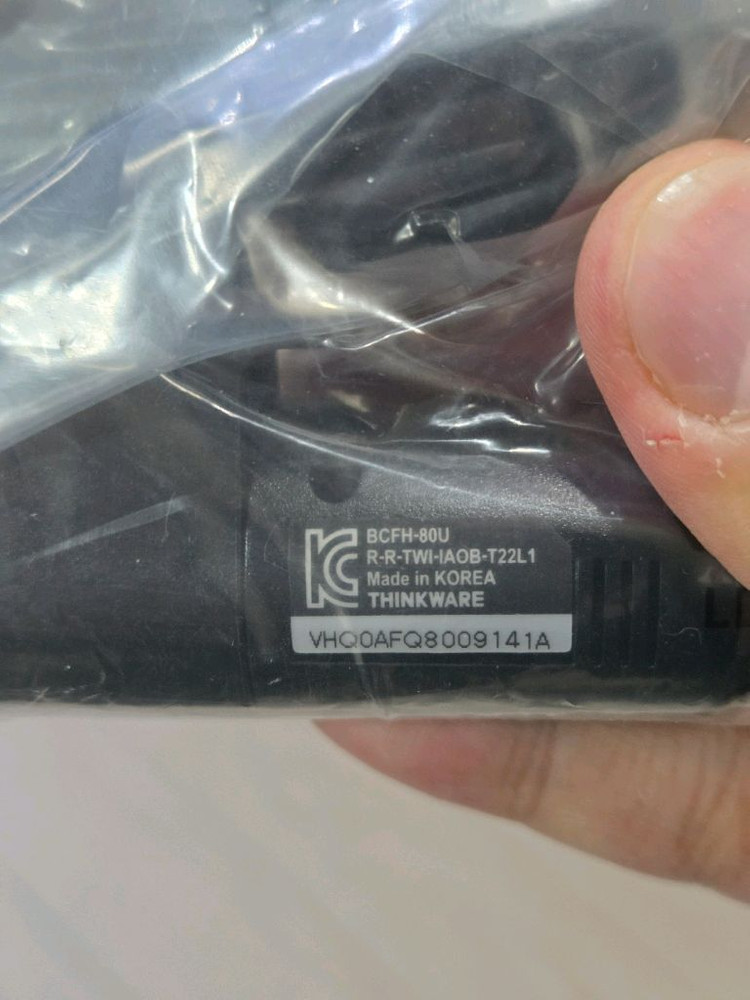 BCFH-80U
R-R-TWI-IAOB-T22L1
Made in KOREA
THINKWARE
VHQ0AFQ8009141A